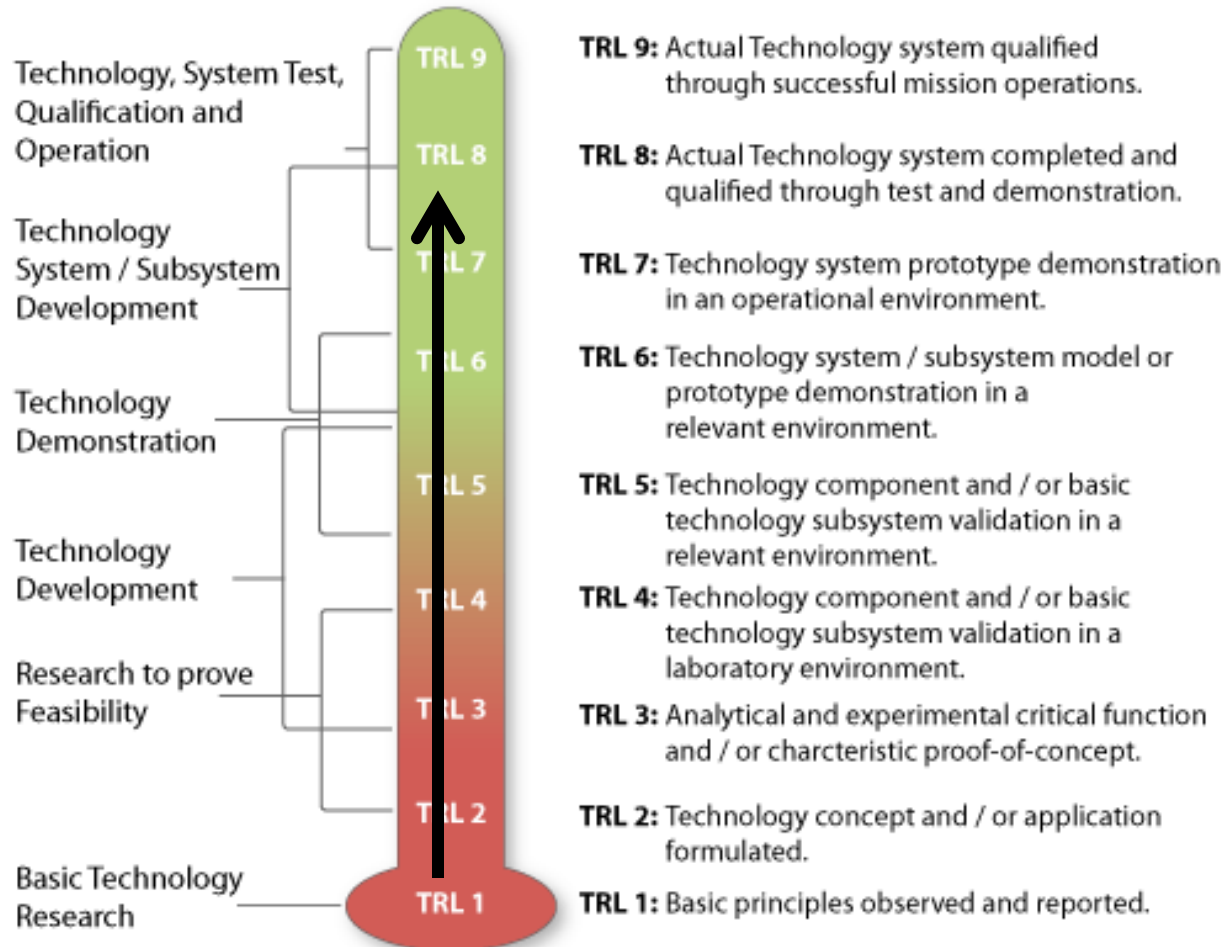 Technology, System Test,
Qualification and
Operation
Technology
System / Subsystem
Development
Technology
Demonstration
Technology
Development
Research to prove
Feasibility
Basic Technology
Research
TRL 9
TRL 8
TRL 7
TRL 6
TRL 5
TRL 4
TRL 3
TRL 2
TRL 1
TRL 9: Actual Technology system qualified
through successful mission operations.
TRL 8: Actual Technology system completed and
qualified through test and demonstration.
TRL 7: Technology system prototype demonstration
in an operational environment.
TRL 6: Technology system / subsystem model or
prototype demonstration in a
relevant environment.
TRL 5: Technology component and / or basic
technology subsystem validation in a
relevant environment.
TRL 4: Technology component and / or basic
technology subsystem validation in a
laboratory environment.
TRL 3: Analytical and experimental critical function
and / or charcteristic proof-of-concept.
TRL 2: Technology concept and / or application
formulated.
TRL 1: Basic principles observed and reported.